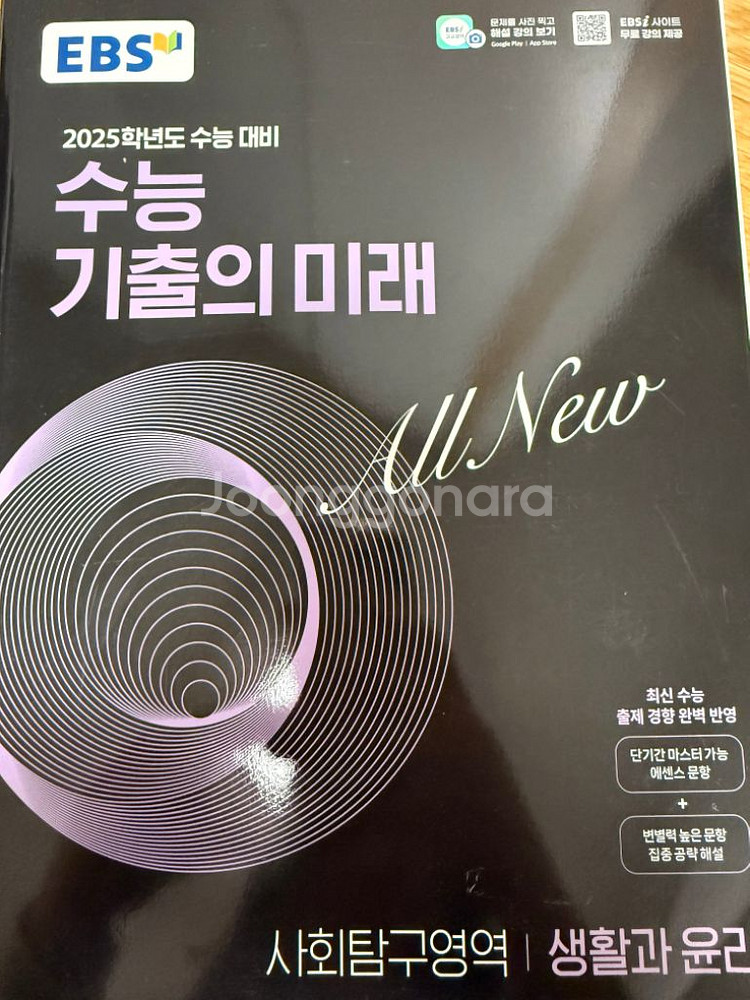 EBS
EBSi
고교강의
문제를 사진 찍고
해설 강의 보기
Google Play | App Store
EBSi 사이트
무료 강의 제공
2025학년도 수능 대비
수능
기출의 미래
All New
Joonggonara
최신 수능
출제 경향 완벽 반영
단기간 마스터 가능
에센스 문항
+
변별력 높은 문항
집중 공략 해설
사회탐구영역 | 생활과 윤리